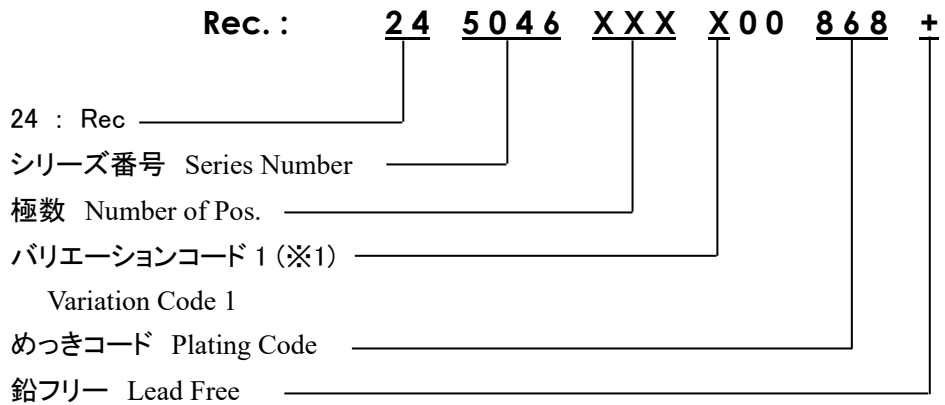 Rec.: 24 5046 XXX X00 868 +
24 : Rec
シリーズ番号 Series Number
極数 Number of Pos.
バリエーションコード 1 (※1)
Variation Code 1
めっきコード Plating Code
鉛フリー Lead Free